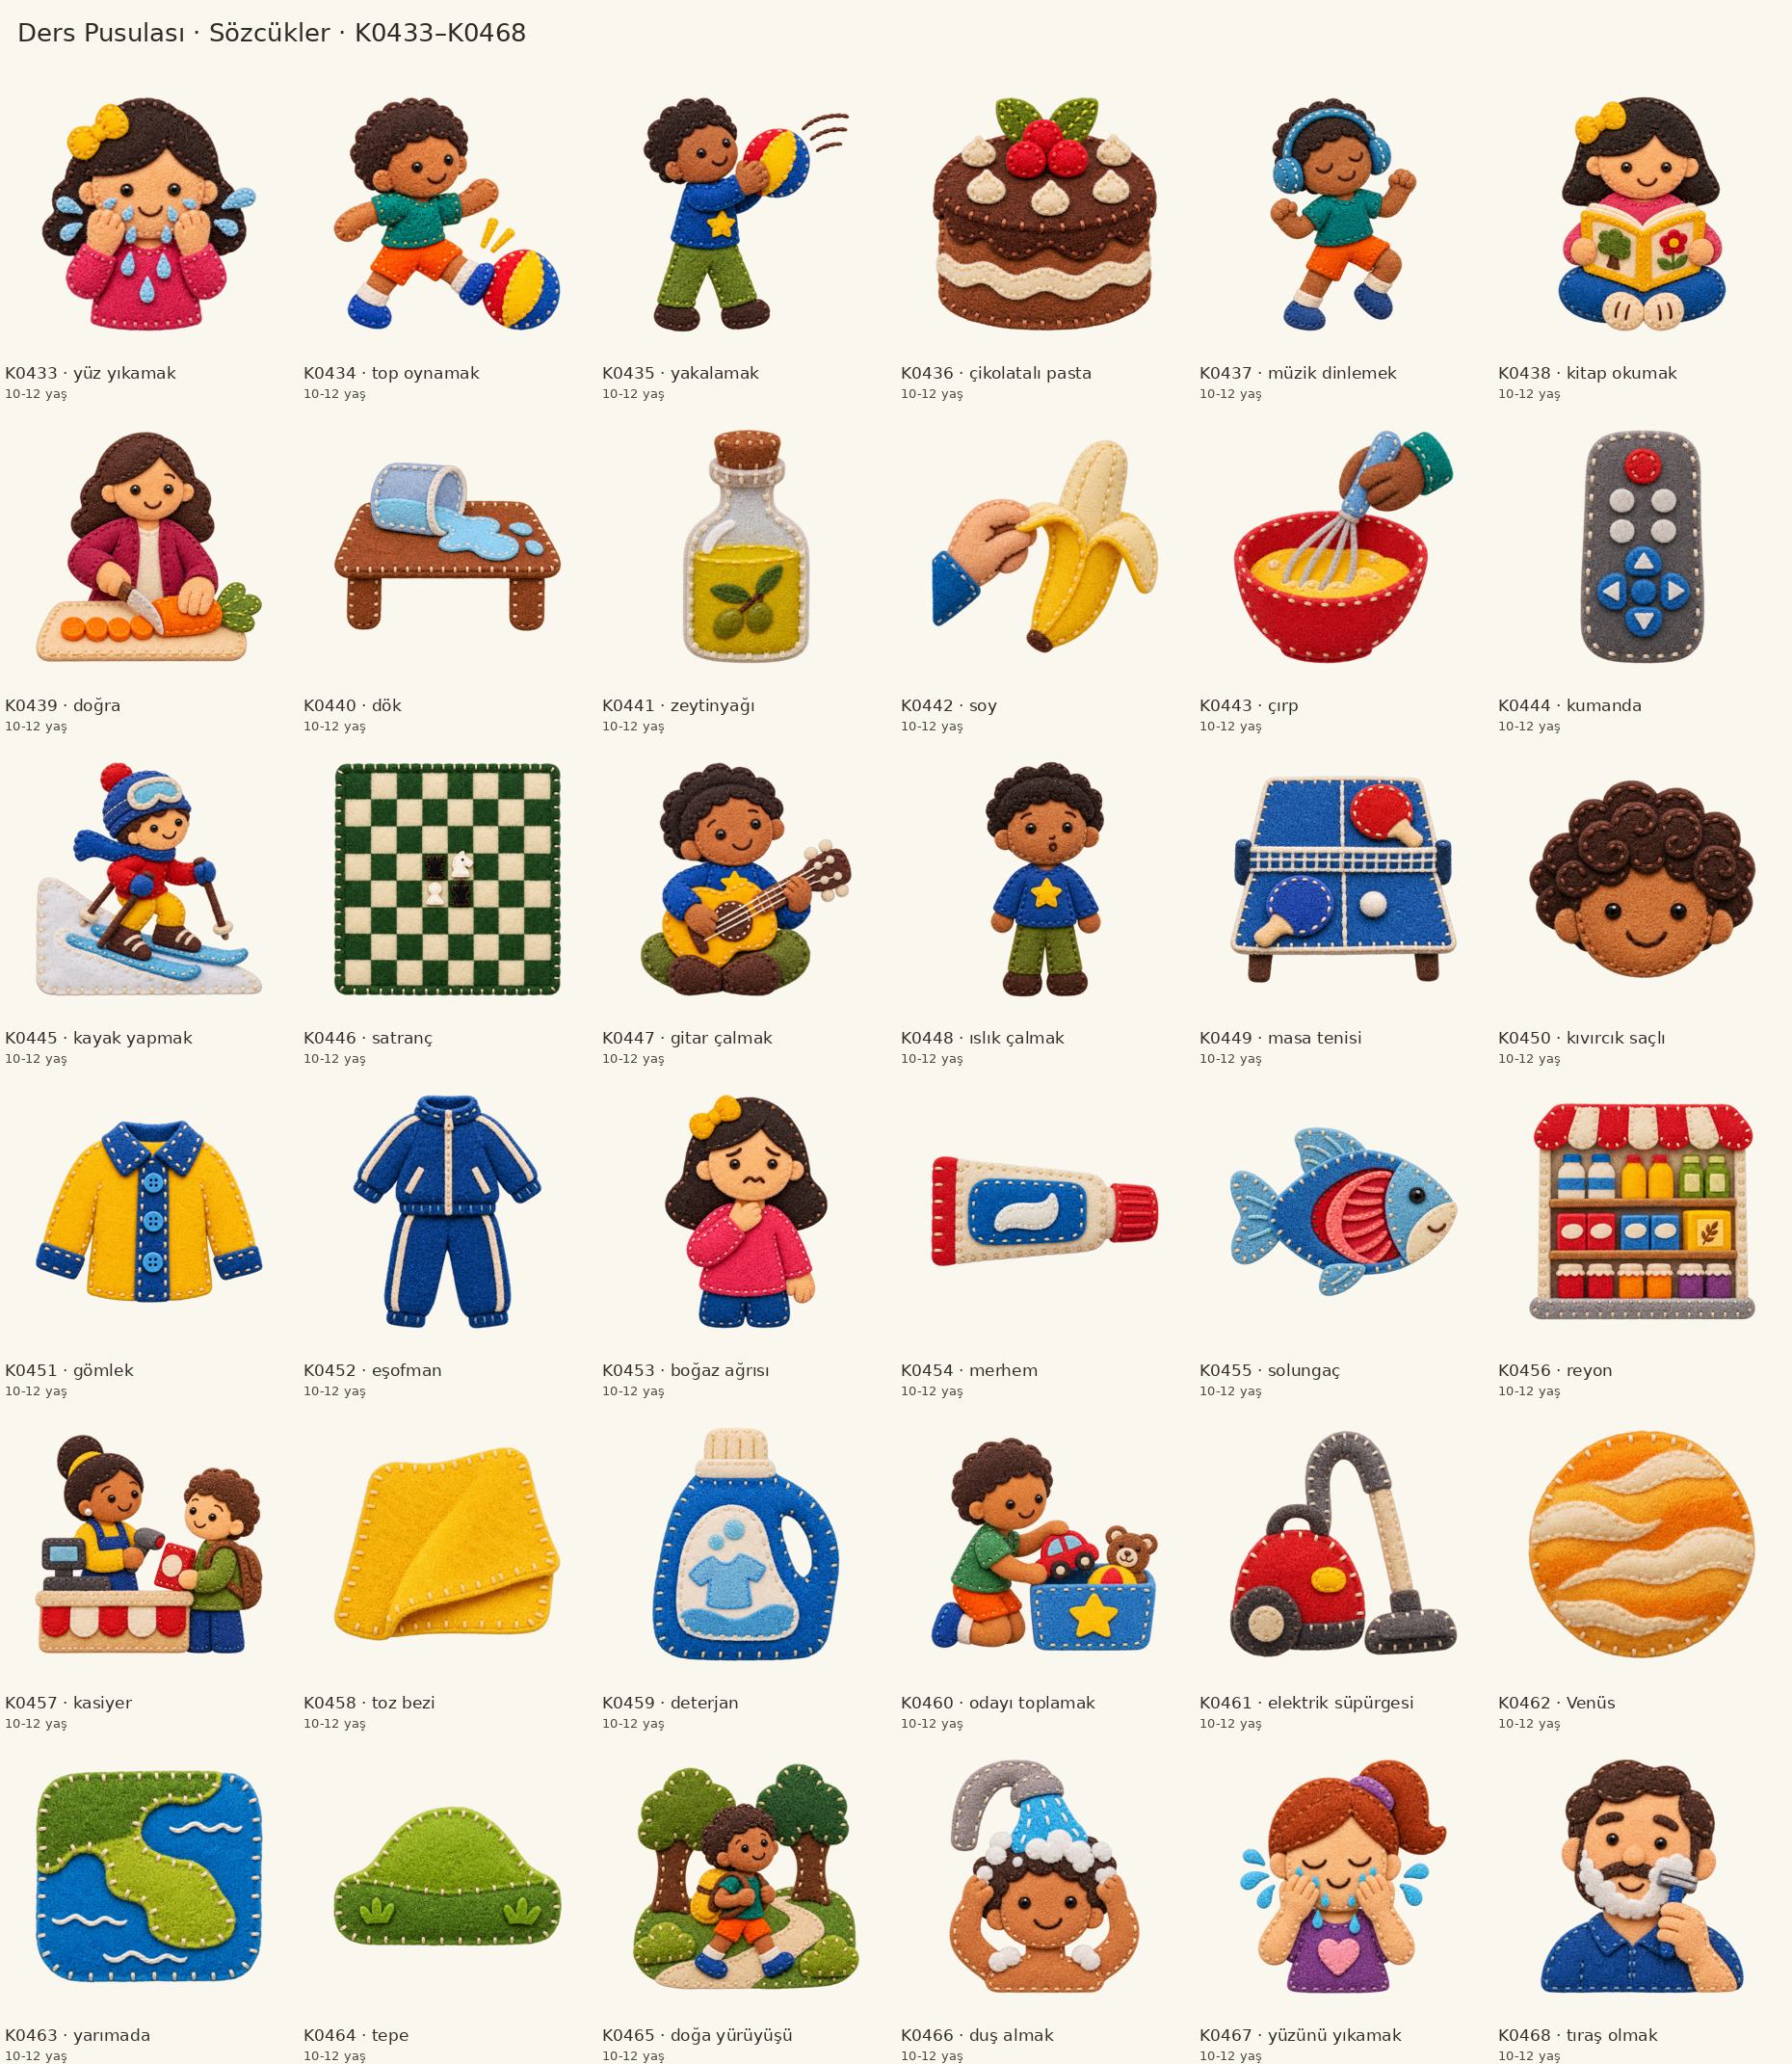 Ders Pusulası · Sözcükler · K0433–K0468
K0433 · yüz yıkamak
10-12 yaş
K0434 · top oynamak
10-12 yaş
K0435 · yakalamak
10-12 yaş
K0436 · çikolatalı pasta
10-12 yaş
K0437 · müzik dinlemek
10-12 yaş
K0438 · kitap okumak
10-12 yaş
K0439 · doğra
10-12 yaş
K0440 · dök
10-12 yaş
K0441 · zeytinyağı
10-12 yaş
K0442 · soy
10-12 yaş
K0443 · çırp
10-12 yaş
K0444 · kumanda
10-12 yaş
K0445 · kayak yapmak
10-12 yaş
K0446 · satranç
10-12 yaş
K0447 · gitar çalmak
10-12 yaş
K0448 · ıslık çalmak
10-12 yaş
K0449 · masa tenisi
10-12 yaş
K0450 · kıvırcık saçlı
10-12 yaş
K0451 · gömlek
10-12 yaş
K0452 · eşofman
10-12 yaş
K0453 · boğaz ağrısı
10-12 yaş
K0454 · merhem
10-12 yaş
K0455 · solungaç
10-12 yaş
K0456 · reyon
10-12 yaş
K0457 · kasiyer
10-12 yaş
K0458 · toz bezi
10-12 yaş
K0459 · deterjan
10-12 yaş
K0460 · odayı toplamak
10-12 yaş
K0461 · elektrik süpürgesi
10-12 yaş
K0462 · Venüs
10-12 yaş
K0463 · yarımada
10-12 yaş
K0464 · tepe
10-12 yaş
K0465 · doğa yürüyüşü
10-12 yaş
K0466 · duş almak
10-12 yaş
K0467 · yüzünü yıkamak
10-12 yaş
K0468 · tıraş olmak
10-12 yaş